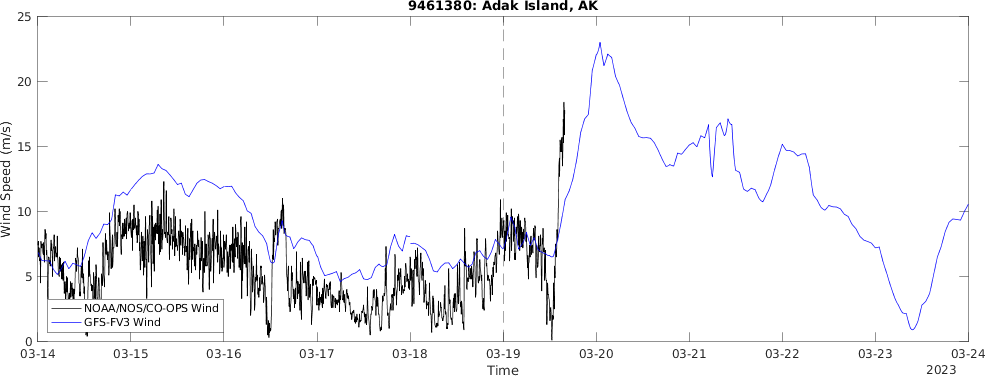 9461380: Adak Island, AK
25
20
15
10
5
0
Wind Speed (m/s)
NOAA/NOS/CO-OPS Wind
GFS-FV3 Wind
03-14 03-15 03-16 03-17 03-18 03-19 03-20 03-21 03-22 03-23 03-24
Time
2023